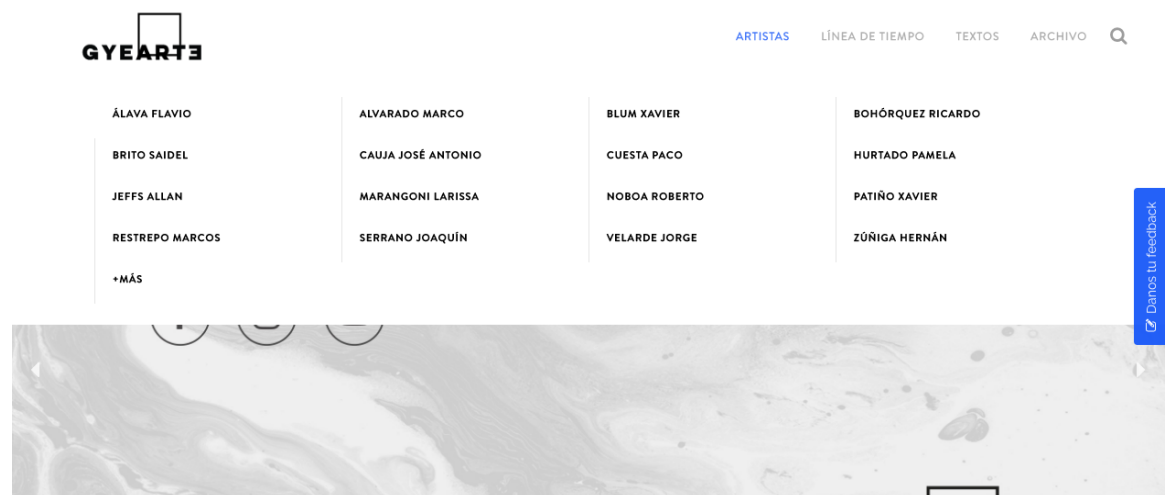 GYEARTE
ARTISTAS LÍNEA DE TIEMPO TEXTOS ARCHIVO
ÁLAVA FLAVIO ALVARADO MARCO BLUM XAVIER BOHÓRQUEZ RICARDO
BRITO SAIDEL CAUJA JOSÉ ANTONIO CUESTA PACO HURTADO PAMELA
JEFFS ALLAN MARANGONI LARISSA NOBOA ROBERTO PATIÑO XAVIER
RESTREPO MARCOS SERRANO JOAQUÍN VELARDE JORGE ZÚÑIGA HERNÁN
+MÁS
Danos tu feedback